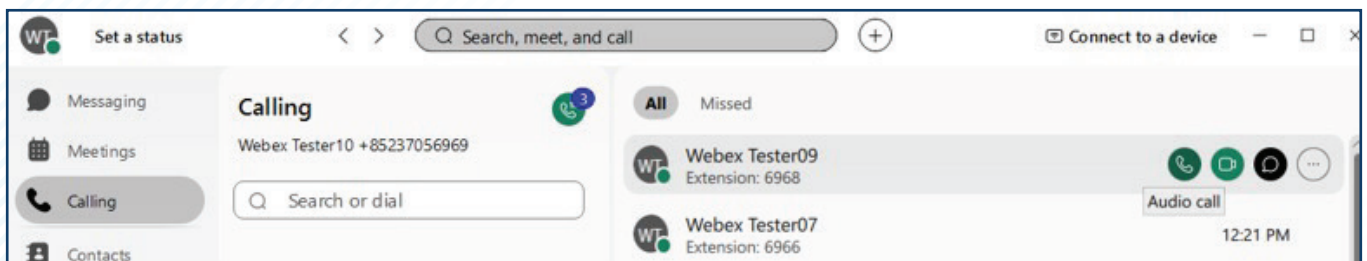 WT Set a status
Search, meet, and call
Connect to a device
Messaging
Meetings
Calling
Contacts
Calling
3
Webex Tester10 +85237056969
Search or dial
All Missed
WT Webex Tester09
Extension: 6968
Audio call
WT Webex Tester07
Extension: 6966
12:21 PM